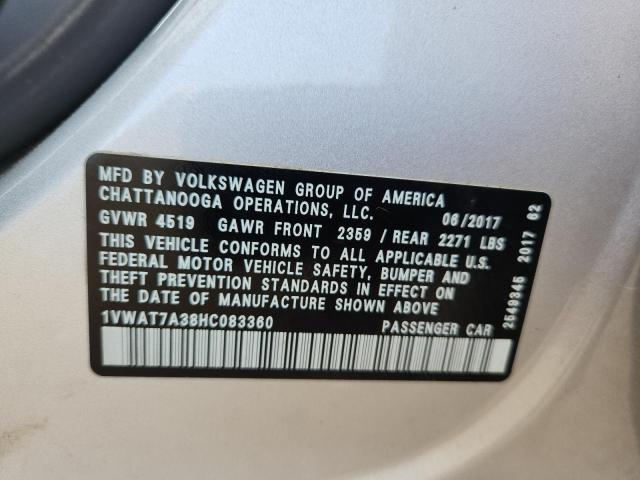 MFD BY VOLKSWAGEN GROUP OF AMERICA
CHATTANOOGA OPERATIONS, LLC. 06/2017
GVWR 4519 GAWR FRONT 2359 / REAR 2271 LBS
THIS VEHICLE CONFORMS TO ALL APPLICABLE U.S.
FEDERAL MOTOR VEHICLE SAFETY, BUMPER AND
THEFT PREVENTION STANDARDS IN EFFECT ON
THE DATE OF MANUFACTURE SHOWN ABOVE
1VWAT7A38HC083360 PASSENGER CAR
2549345 2017 02